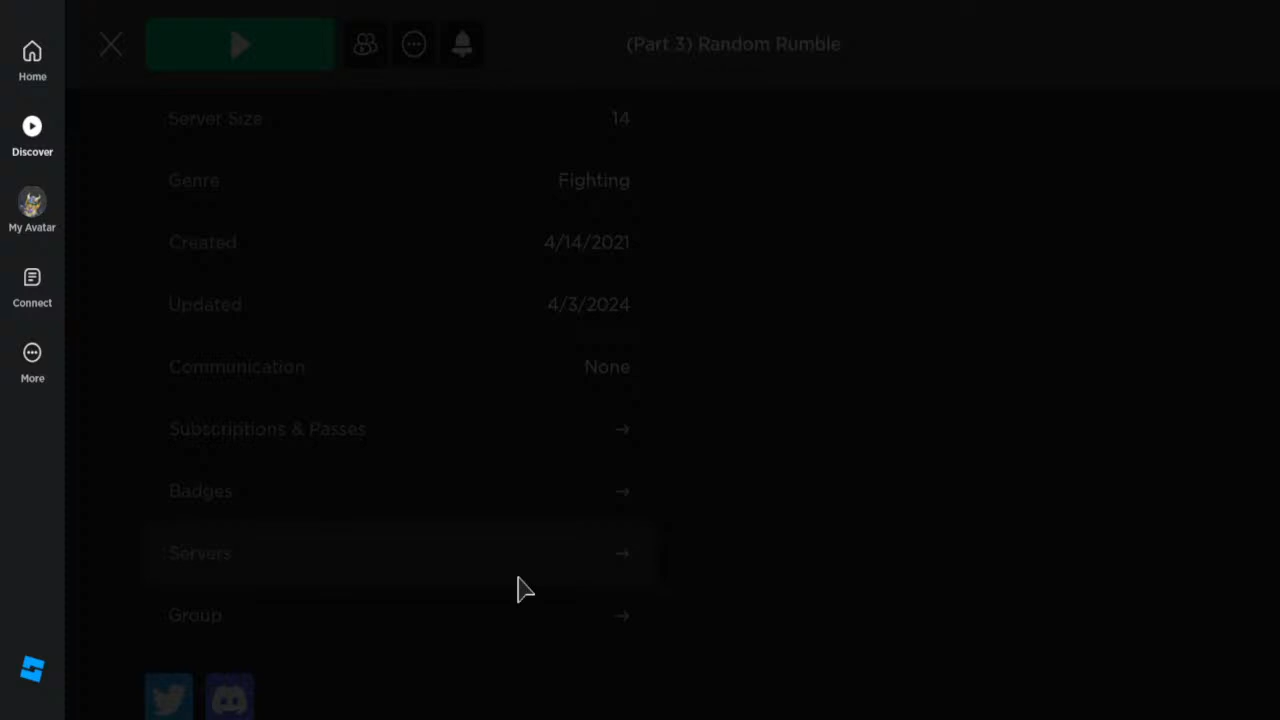 Home
Discover
My Avatar
Connect
More
(Part 3) Random Rumble
Server Size 14
Genre Fighting
Created 4/14/2021
Updated 4/3/2024
Communication None
Subscriptions & Passes
Badges
Servers
Group